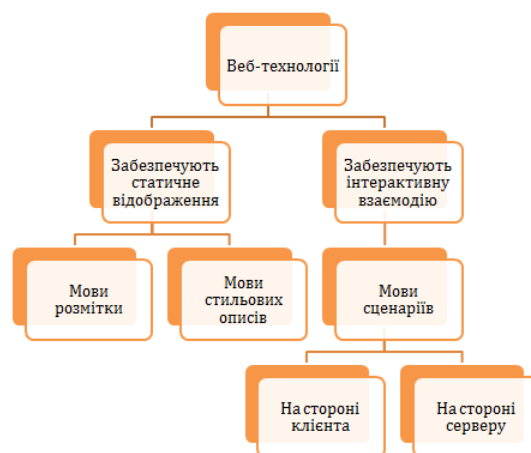 Веб-технології
Забезпечують
статичне
відображення
Забезпечують
інтерактивну
взаємодію
Мови
розмітки
Мови
стильових
описів
Мови
сценаріїв
На стороні
клієнта
На стороні
серверу